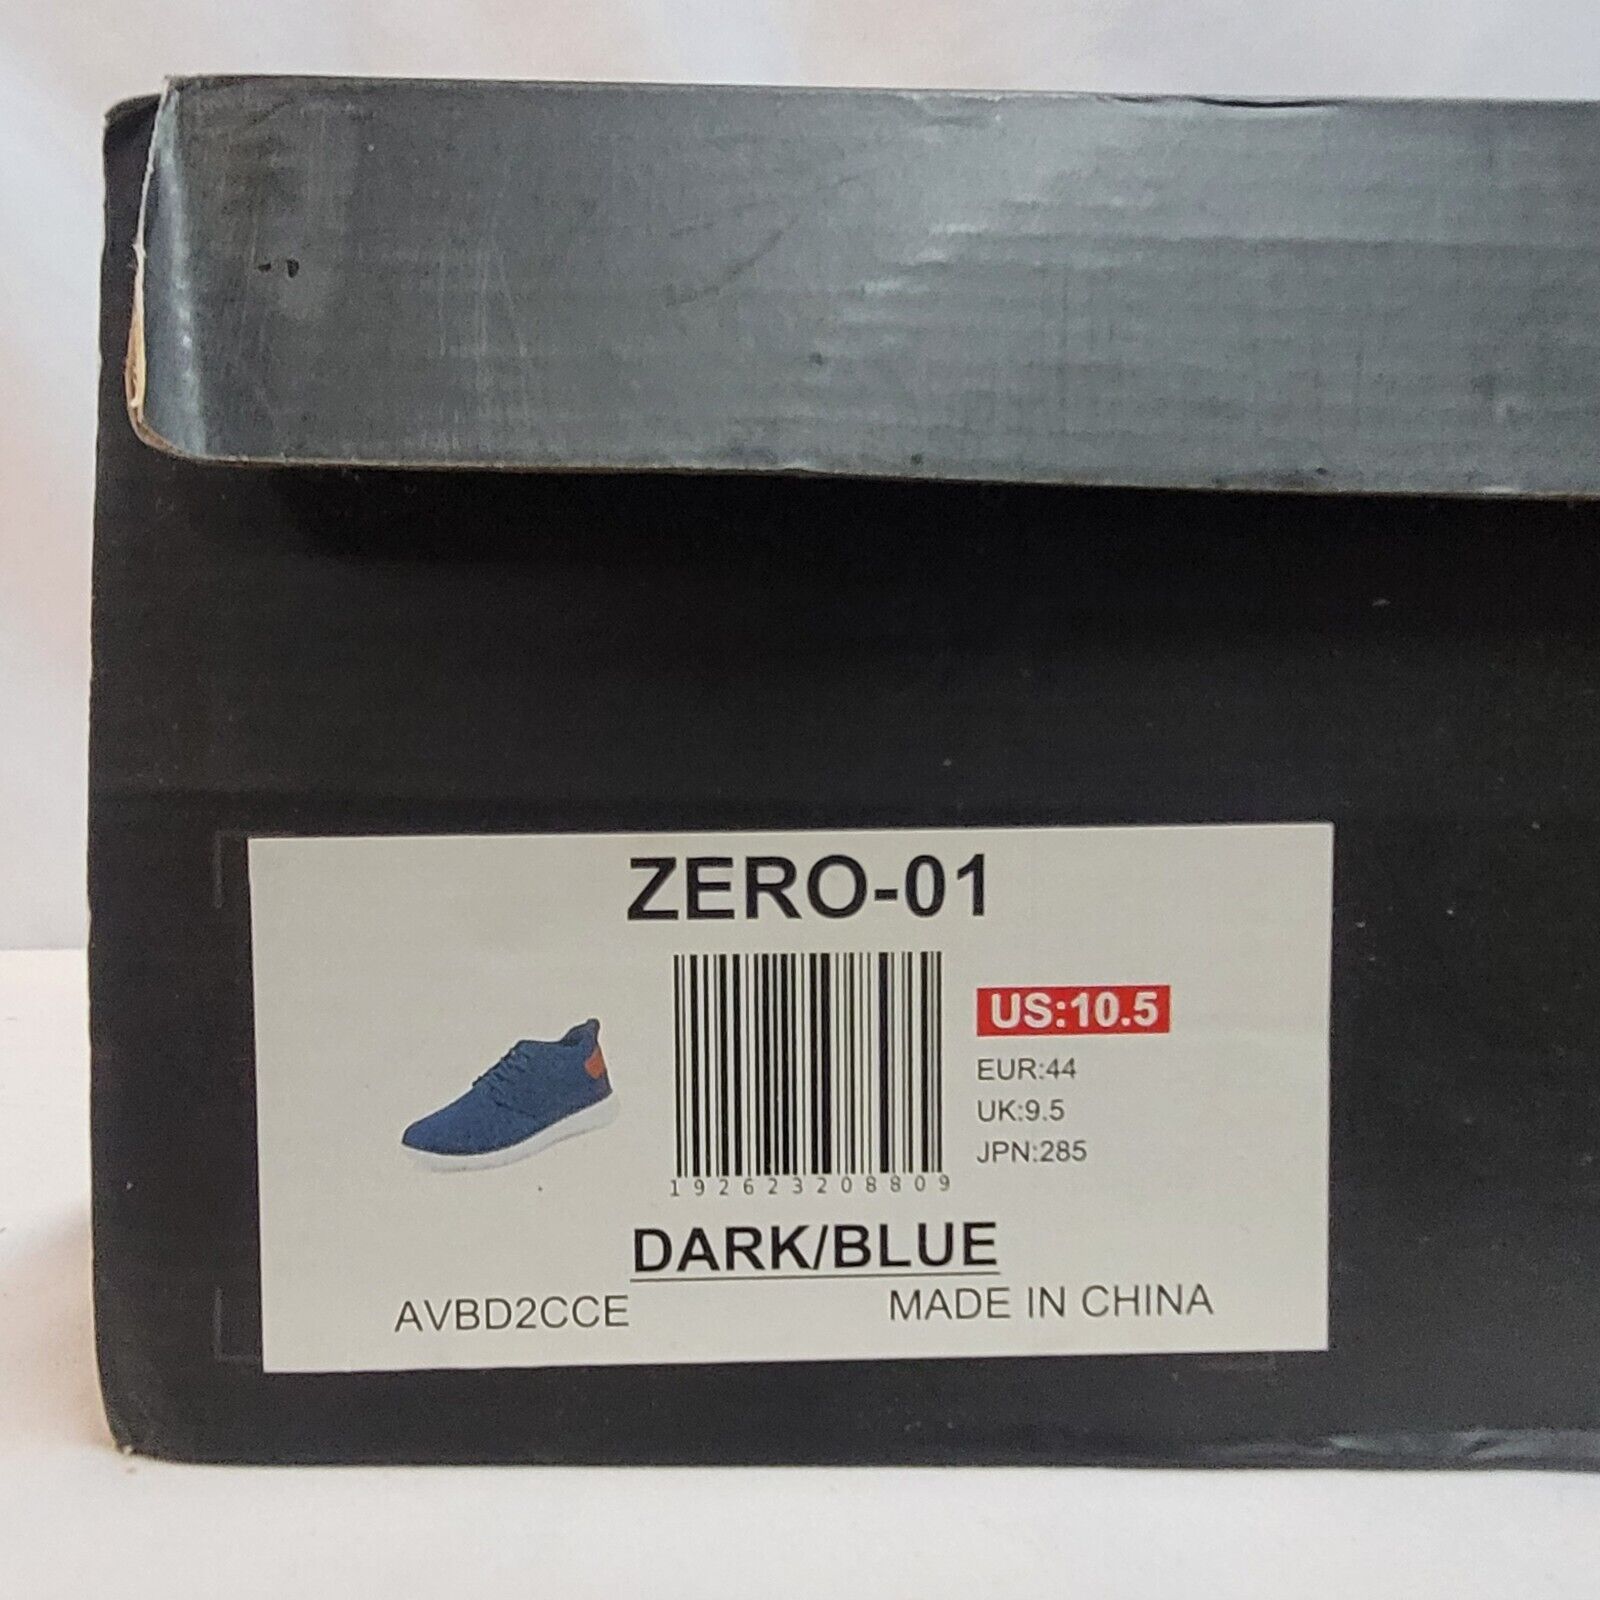 ZERO-01
US:10.5
EUR:44
UK:9.5
JPN:285
192623208809
DARK/BLUE
AVBD2CCE
MADE IN CHINA